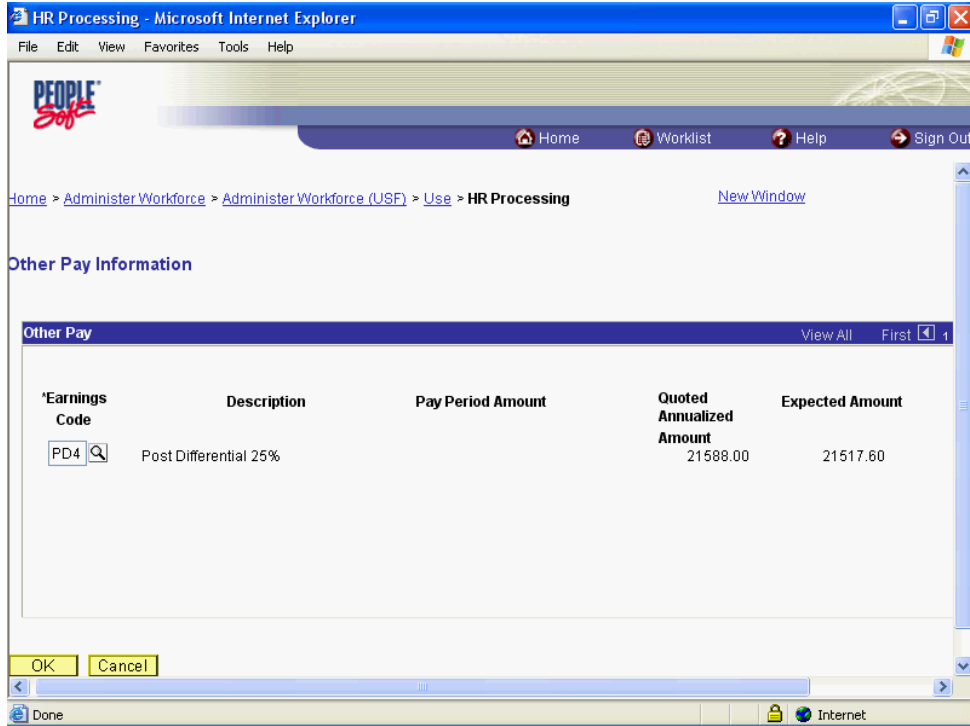 HR Processing - Microsoft Internet Explorer
File Edit View Favorites Tools Help
PEOPLE
Soft
Home Worklist Help Sign Out
Home > Administer Workforce > Administer Workforce (USF) > Use > HR Processing New Window
Other Pay Information
Other Pay View All First 1
*Earnings Code Description Pay Period Amount Quoted Annualized Amount Expected Amount
PD4 Post Differential 25% 21588.00 21517.60
OK Cancel
Done Internet